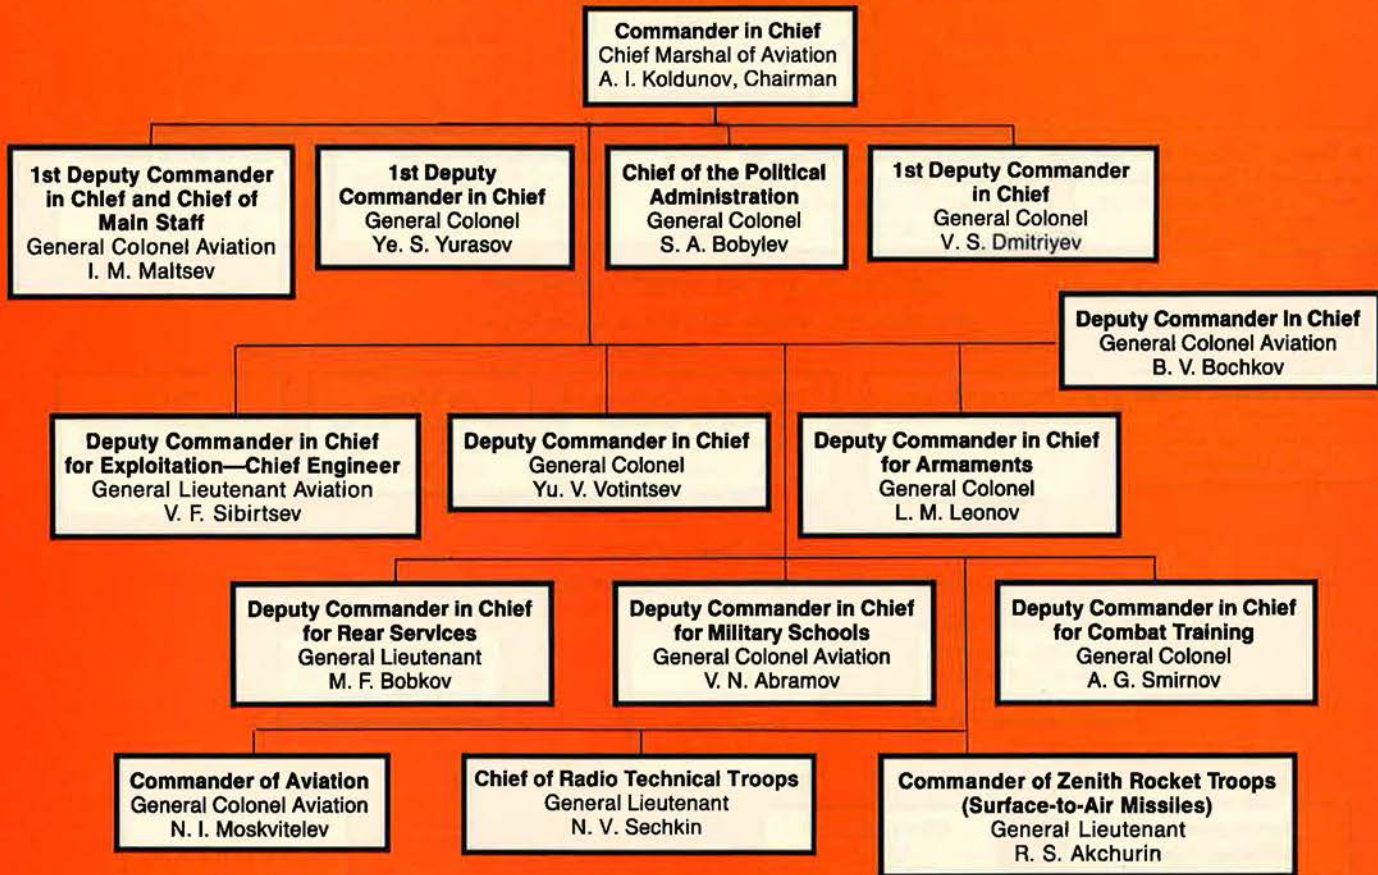 Commander in Chief
Chief Marshal of Aviation
A. I. Koldunov, Chairman
1st Deputy Commander
in Chief and Chief of
Main Staff
General Colonel Aviation
I. M. Maltsev
1st Deputy
Commander in Chief
General Colonel
Ye. S. Yurasov
Chief of the Political
Administration
General Colonel
S. A. Bobylev
1st Deputy Commander
in Chief
General Colonel
V. S. Dmitriyev
Deputy Commander in Chief
General Colonel Aviation
B. V. Bochkov
Deputy Commander in Chief
for Exploitation—Chief Engineer
General Lieutenant Aviation
V. F. Sibirtsev
Deputy Commander in Chief
General Colonel
Yu. V. Votintsev
Deputy Commander in Chief
for Armaments
General Colonel
L. M. Leonov
Deputy Commander in Chief
for Rear Services
General Lieutenant
M. F. Bobkov
Deputy Commander in Chief
for Military Schools
General Colonel Aviation
V. N. Abramov
Deputy Commander in Chief
for Combat Training
General Colonel
A. G. Smirnov
Commander of Aviation
General Colonel Aviation
N. I. Moskvitelev
Chief of Radio Technical Troops
General Lieutenant
N. V. Sechkin
Commander of Zenith Rocket Troops
(Surface-to-Air Missiles)
General Lieutenant
R. S. Akchurin